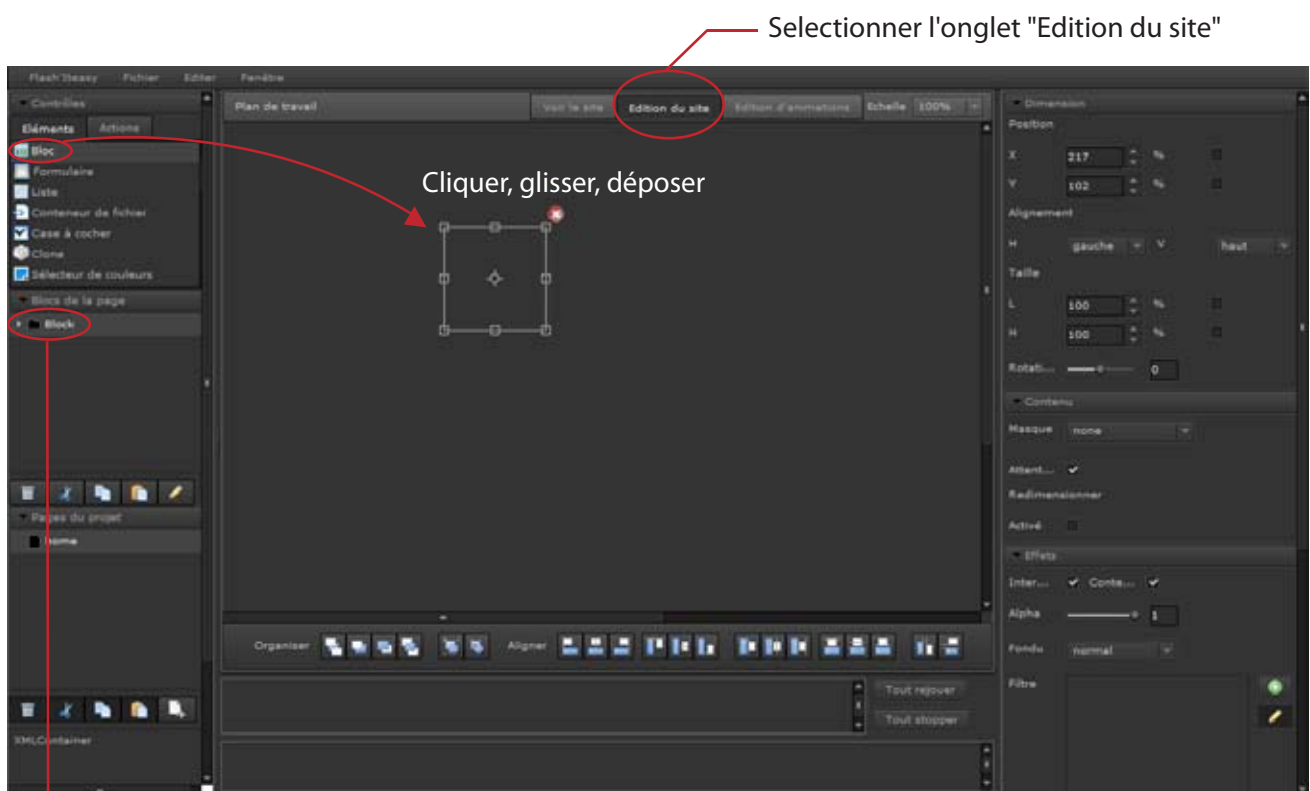 Selectionner l'onglet "Edition du site"
Flash'Iteasy Fichier Editer Fenêtre
Contrôles
Eléments Actions
Bloc
Formulaire
Liste
Conteneur de fichier
Case à cocher
Clone
Sélecteur de couleurs
Blocs de la page
Block
Pages du projet
home
XMLContainer
Plan de travail Voir le site Edition du site Edition d'animations Echelle 100%
Cliquer, glisser, déposer
Organiser Aligner
Tout rejouer
Tout stopper
Dimension
Position
X 217 %
Y 102 %
Alignement
H gauche V haut
Taille
L 100 %
H 100 %
Rotati... 0
Contenu
Masque none
Attent...
Redimensionner
Activé
Effets
Inter... Conte...
Alpha 1
Fondu normal
Filtre